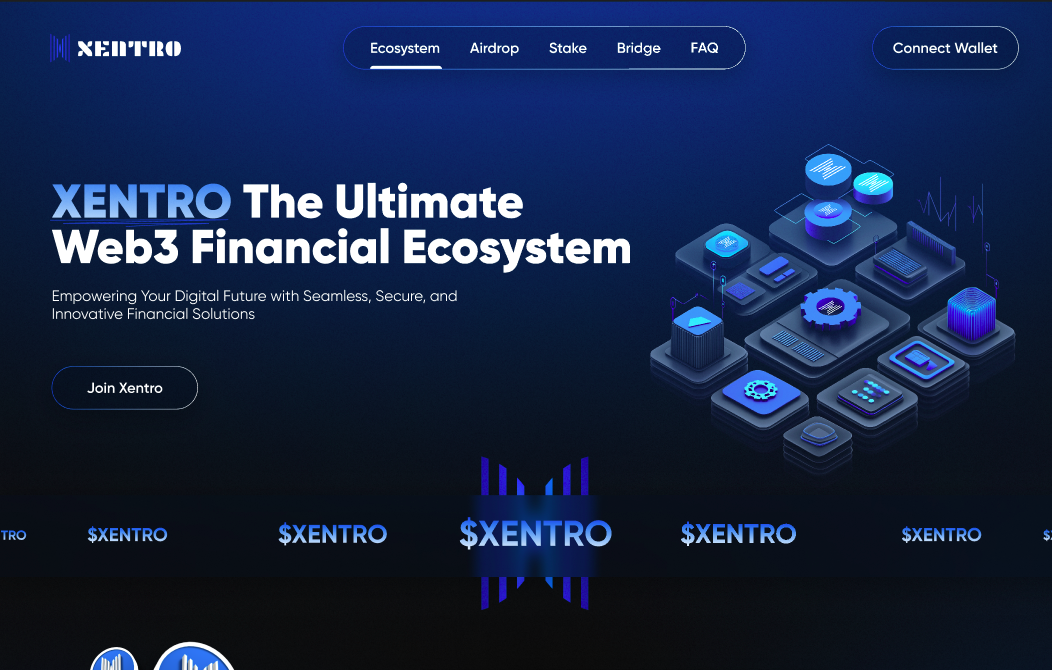 XENTRO
Ecosystem Airdrop Stake Bridge FAQ
Connect Wallet
XENTRO The Ultimate
Web3 Financial Ecosystem
Empowering Your Digital Future with Seamless, Secure, and
Innovative Financial Solutions
Join Xentro
TRO $XENTRO $XENTRO $XENTRO $XENTRO $XENTRO $